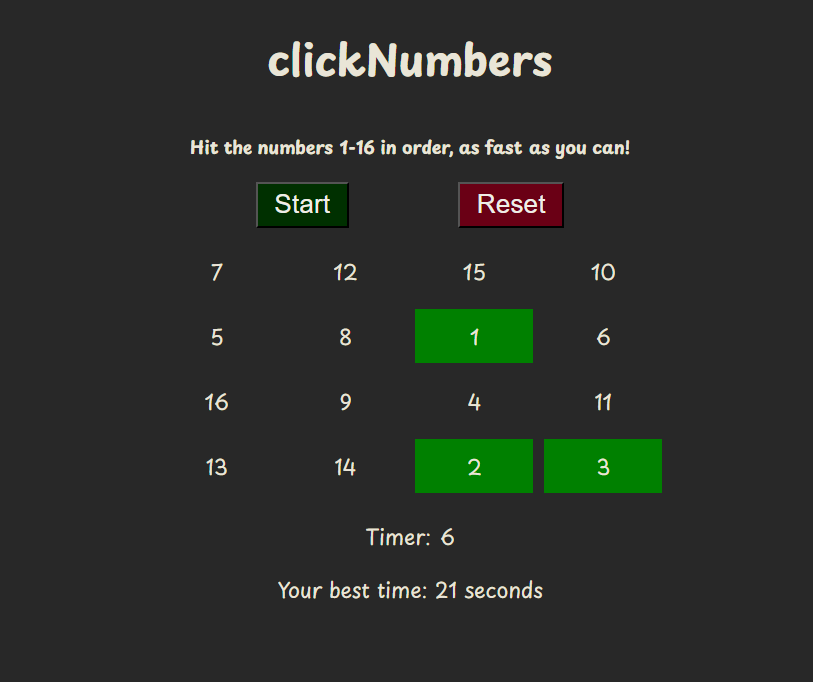 clickNumbers
Hit the numbers 1-16 in order, as fast as you can!
Start Reset
7 12 15 10
5 8 1 6
16 9 4 11
13 14 2 3
Timer: 6
Your best time: 21 seconds